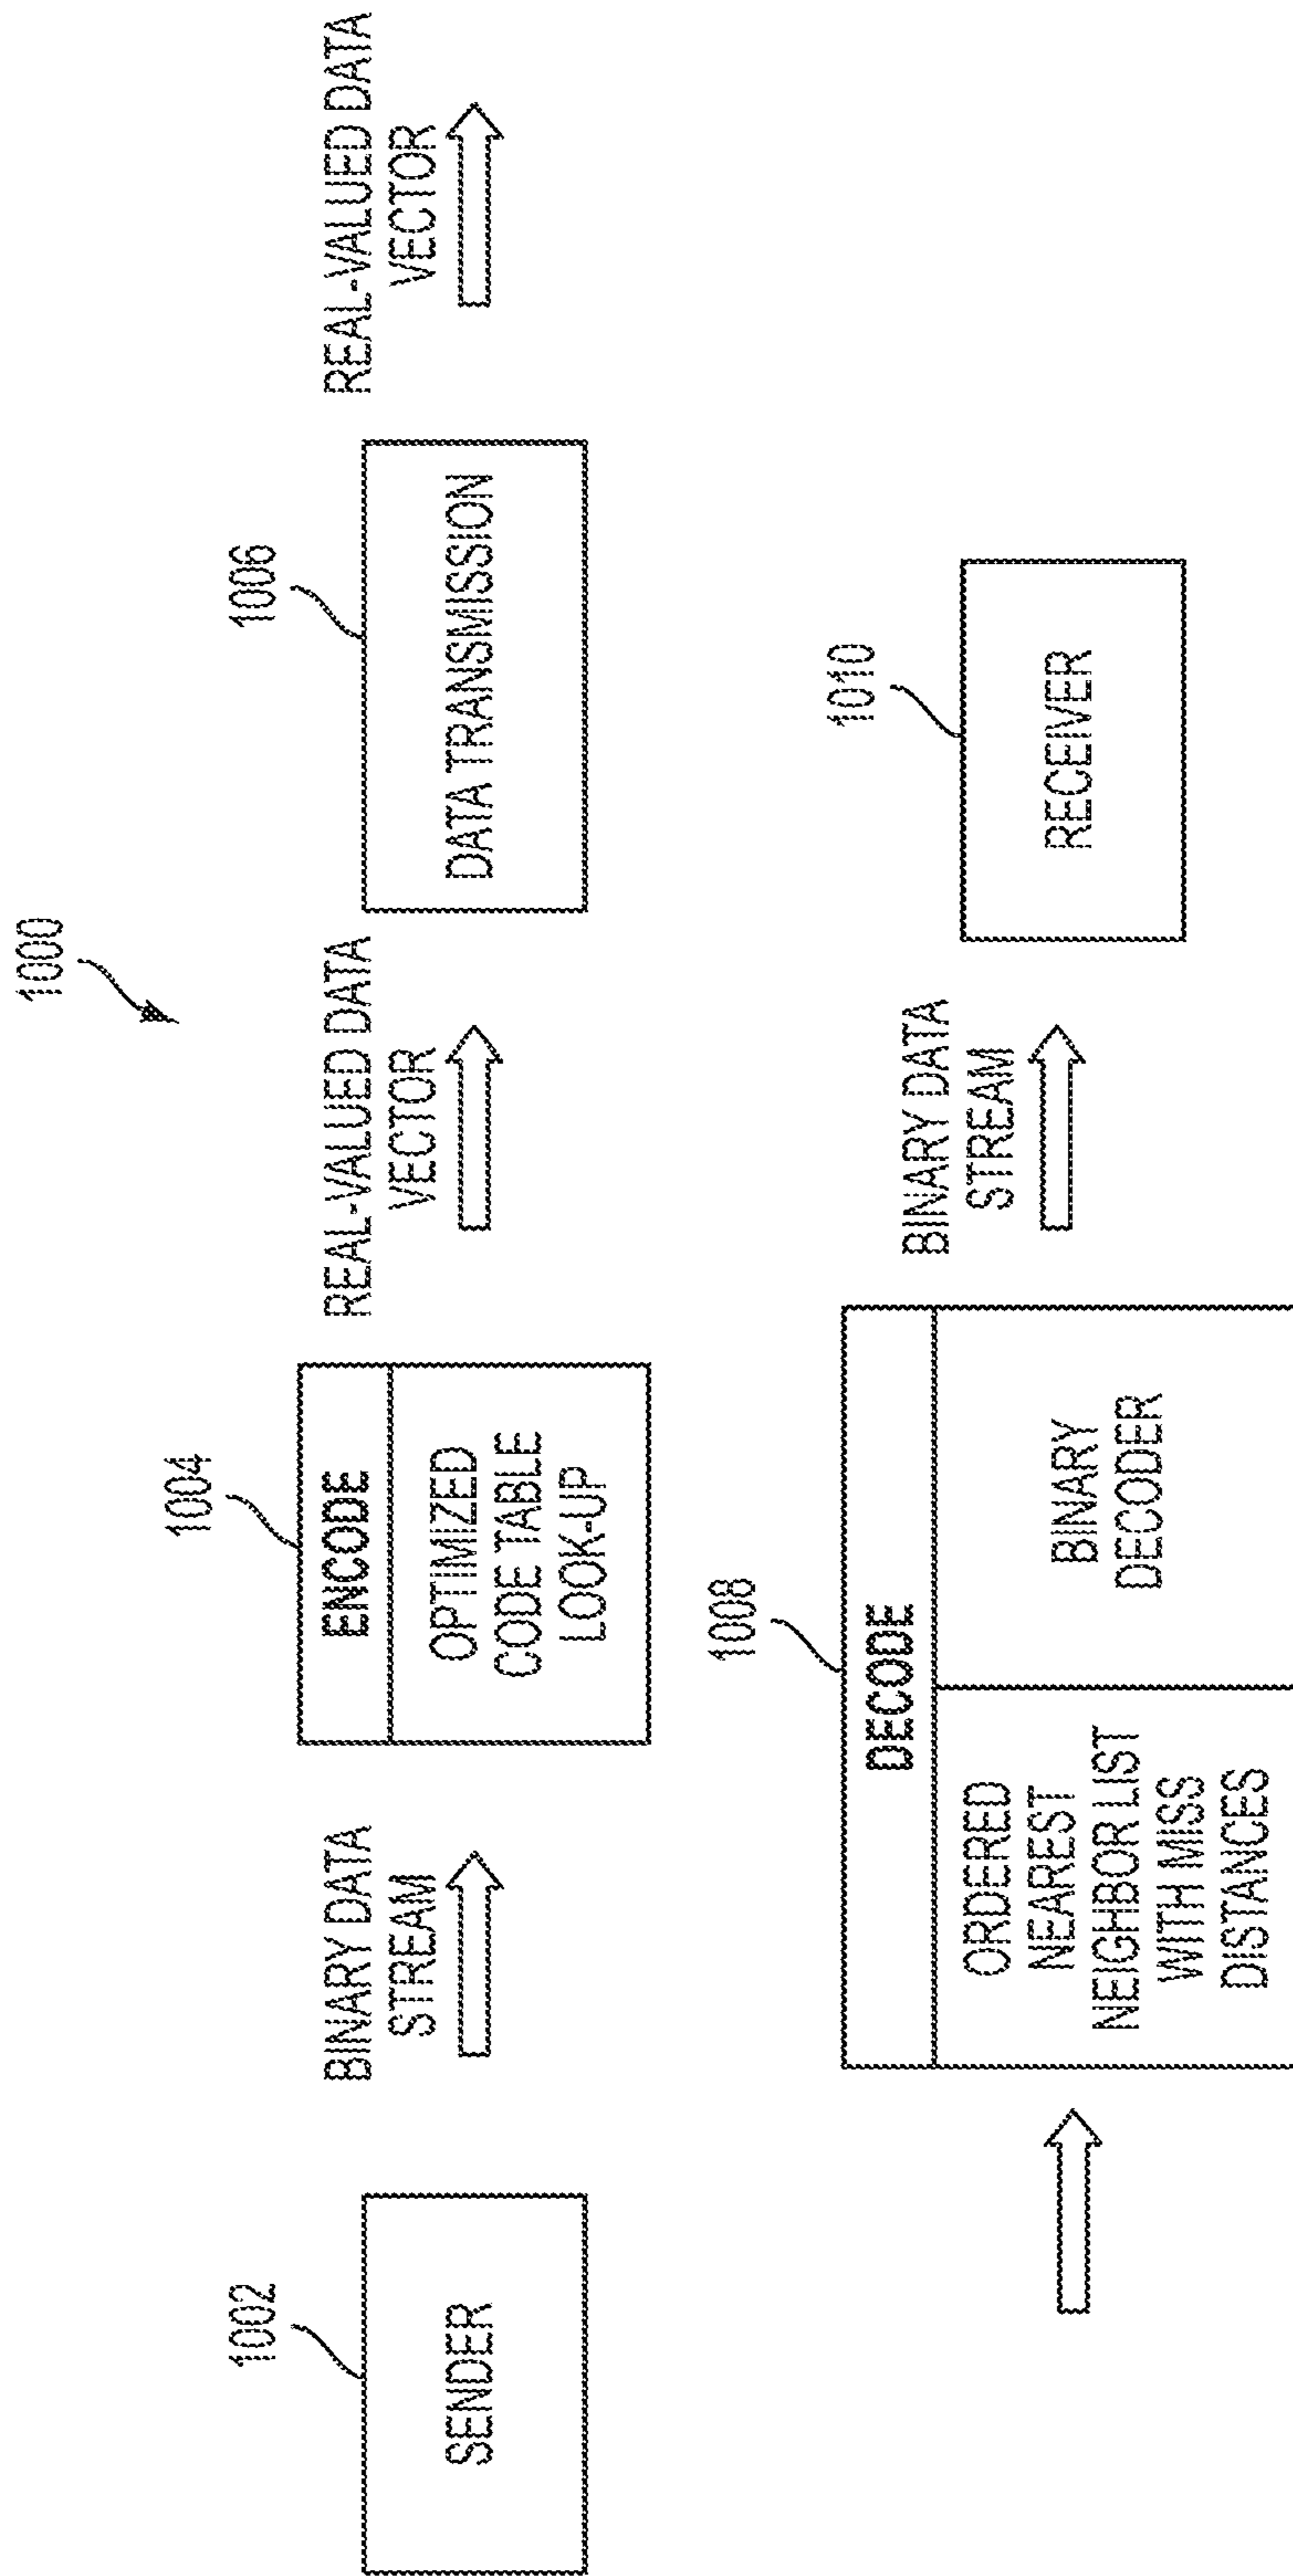 1000
1002
SENDER
BINARY DATA
STREAM
1004
ENCODE
OPTIMIZED
CODE TABLE
LOOK-UP
REAL-VALUED DATA
VECTOR
1006
DATA TRANSMISSION
REAL-VALUED DATA
VECTOR
1008
DECODE
ORDERED
NEAREST
NEIGHBOR LIST
WITH MISS
DISTANCES
BINARY
DECODER
BINARY DATA
STREAM
1010
RECEIVER